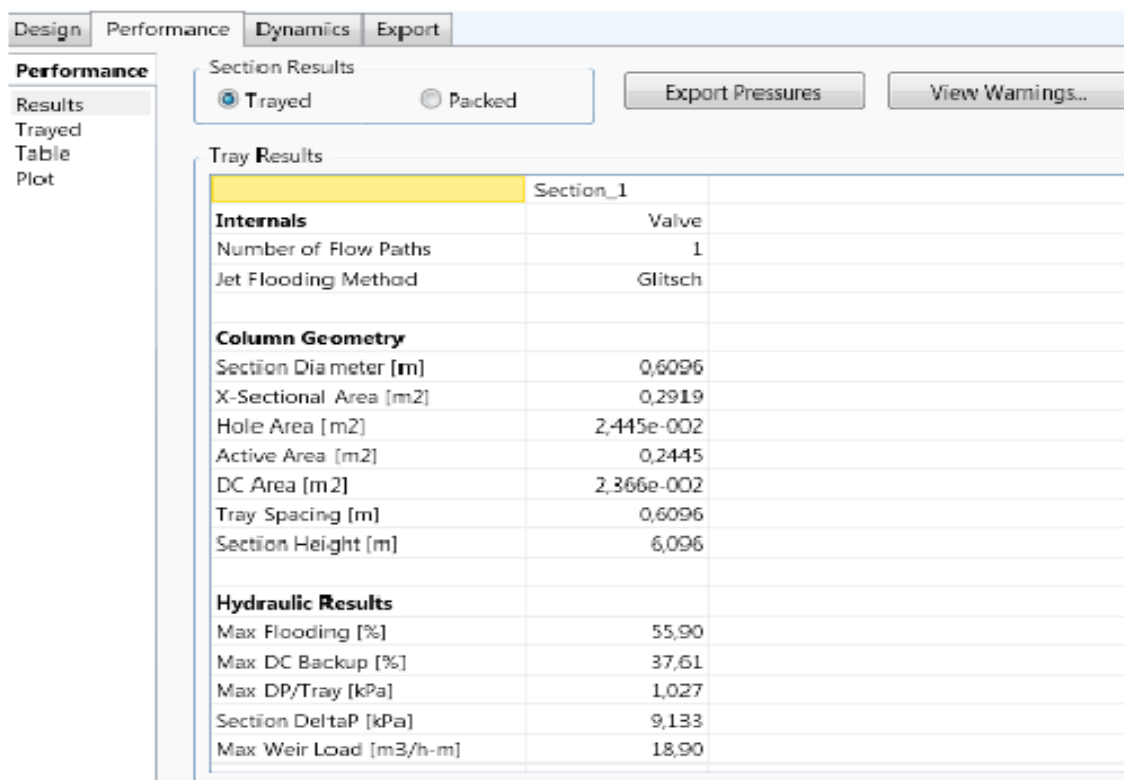 Design Performance Dynamics Export
Performance
Results
Trayed
Table
Plot
Section Results
Trayed Packed
Export Pressures View Warnings...
Tray Results
Section_1
Internals Valve
Number of Flow Paths 1
Jet Flooding Method Glitsch
Column Geometry
Section Diameter [m] 0,6096
X-Sectional Area [m2] 0,2919
Hole Area [m2] 2,445e-002
Active Area [m2] 0,2445
DC Area [m2] 2,366e-002
Tray Spacing [m] 0,6096
Section Height [m] 6,096
Hydraulic Results
Max Flooding [%] 55,90
Max DC Backup [%] 37,61
Max DP/Tray [kPa] 1,027
Section DeltaP [kPa] 9,133
Max Weir Load [m3/h-m] 18,90